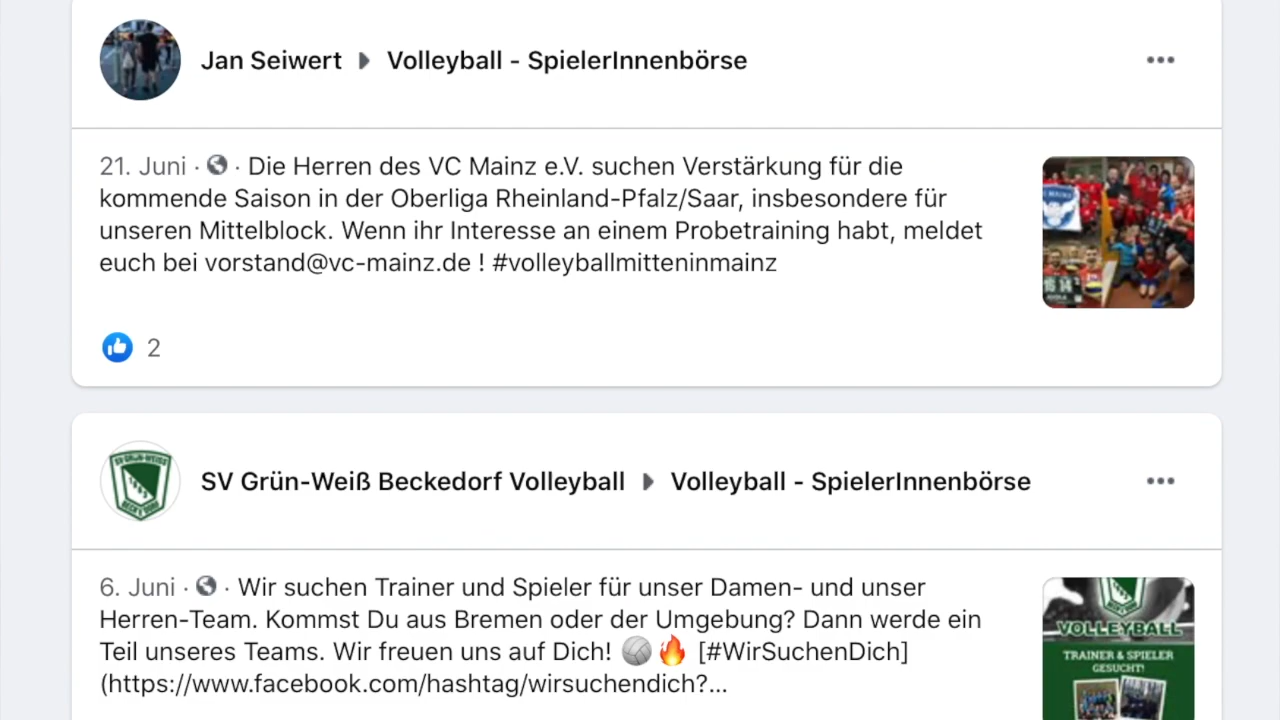 Jan Seiwert ▶ Volleyball - SpielerInnenbörse
21. Juni · Die Herren des VC Mainz e.V. suchen Verstärkung für die
kommende Saison in der Oberliga Rheinland-Pfalz/Saar, insbesondere für
unseren Mittelblock. Wenn ihr Interesse an einem Probetraining habt, meldet
euch bei vorstand@vc-mainz.de ! #volleyballmitteninmainz
2
SV Grün-Weiß Beckedorf Volleyball ▶ Volleyball - SpielerInnenbörse
6. Juni · Wir suchen Trainer und Spieler für unser Damen- und unser
Herren-Team. Kommst Du aus Bremen oder der Umgebung? Dann werde ein
Teil unseres Teams. Wir freuen uns auf Dich! 🏐🔥 [#WirSuchenDich]
(https://www.facebook.com/hashtag/wirsuchendich?...
VOLLEYBALL
TRAINER & SPIELER
GESUCHT!